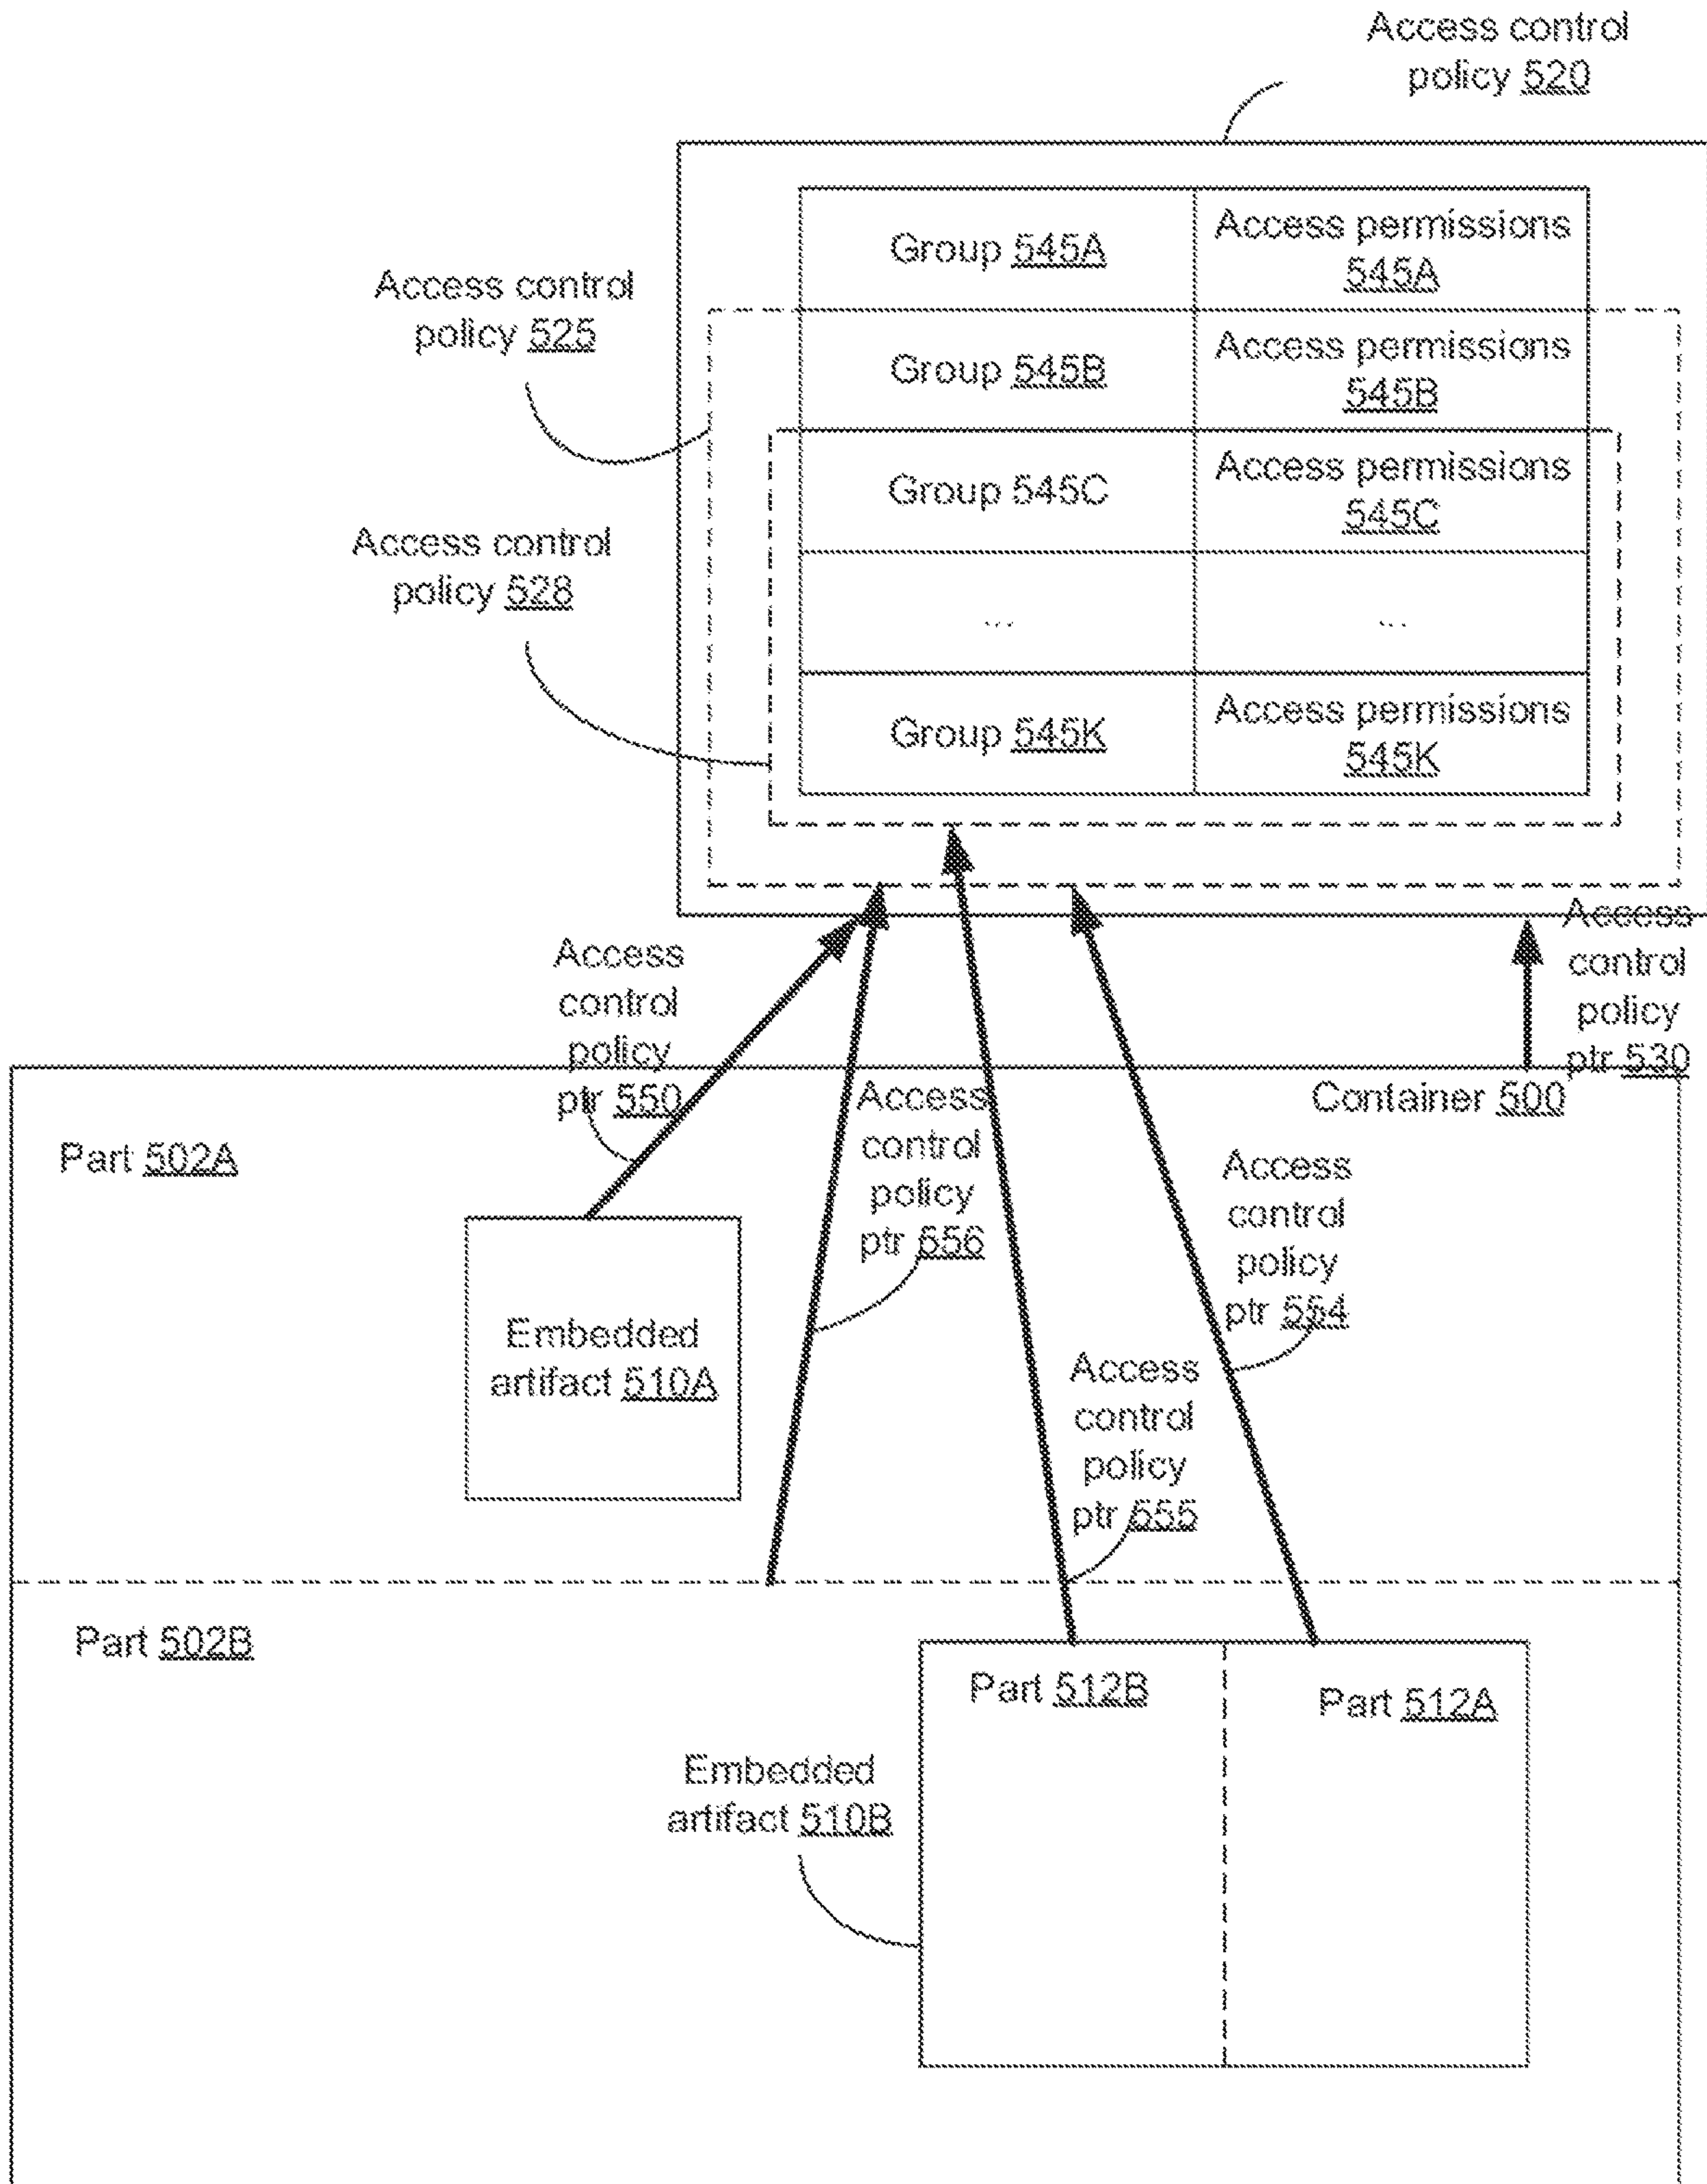 Access control
policy 520
Group 545A
Access permissions
545A
Access control
policy 525
Group 545B
Access permissions
545B
Group 545C
Access permissions
545C
Access control
policy 528
...
...
Group 545K
Access permissions
545K
Access
control
policy
ptr 550
Access
control
policy
ptr 530
Container 500
Part 502A
Access
control
policy
ptr 556
Access
control
policy
ptr 554
Embedded
artifact 510A
Access
control
policy
ptr 555
Part 502B
Part 512B
Part 512A
Embedded
artifact 510B